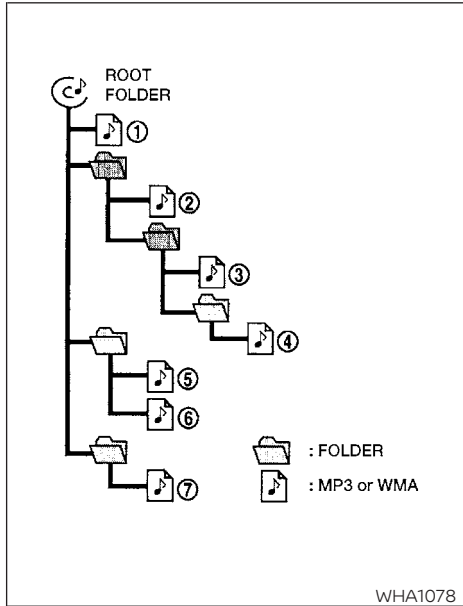 ROOT
FOLDER
①
②
③
④
⑤
⑥
⑦
: FOLDER
: MP3 or WMA
WHA1078